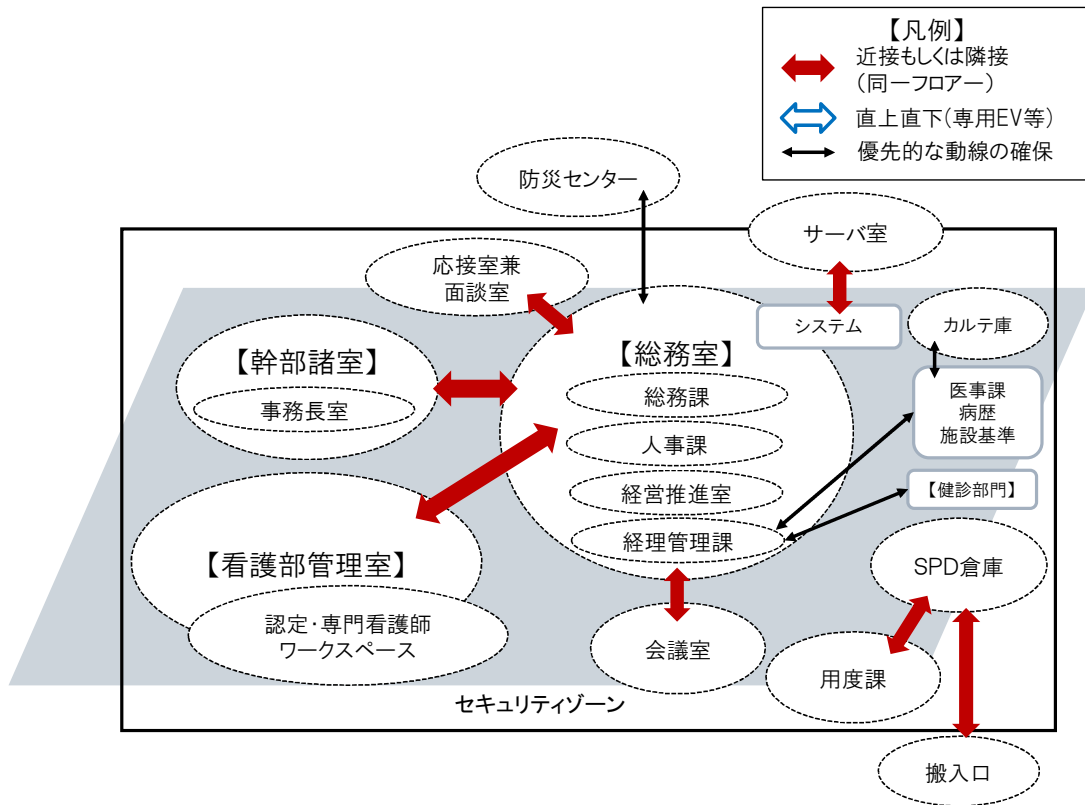 【凡例】
近接もしくは隣接
(同一フロアー)
直上直下(専用EV等)
優先的な動線の確保
防災センター
サーバ室
応接室兼
面談室
システム
カルテ庫
【幹部諸室】
事務長室
【総務室】
総務課
人事課
経営推進室
経理管理課
医事課
病歴
施設基準
【健診部門】
【看護部管理室】
認定・専門看護師
ワークスペース
会議室
SPD倉庫
用度課
セキュリティゾーン
搬入口